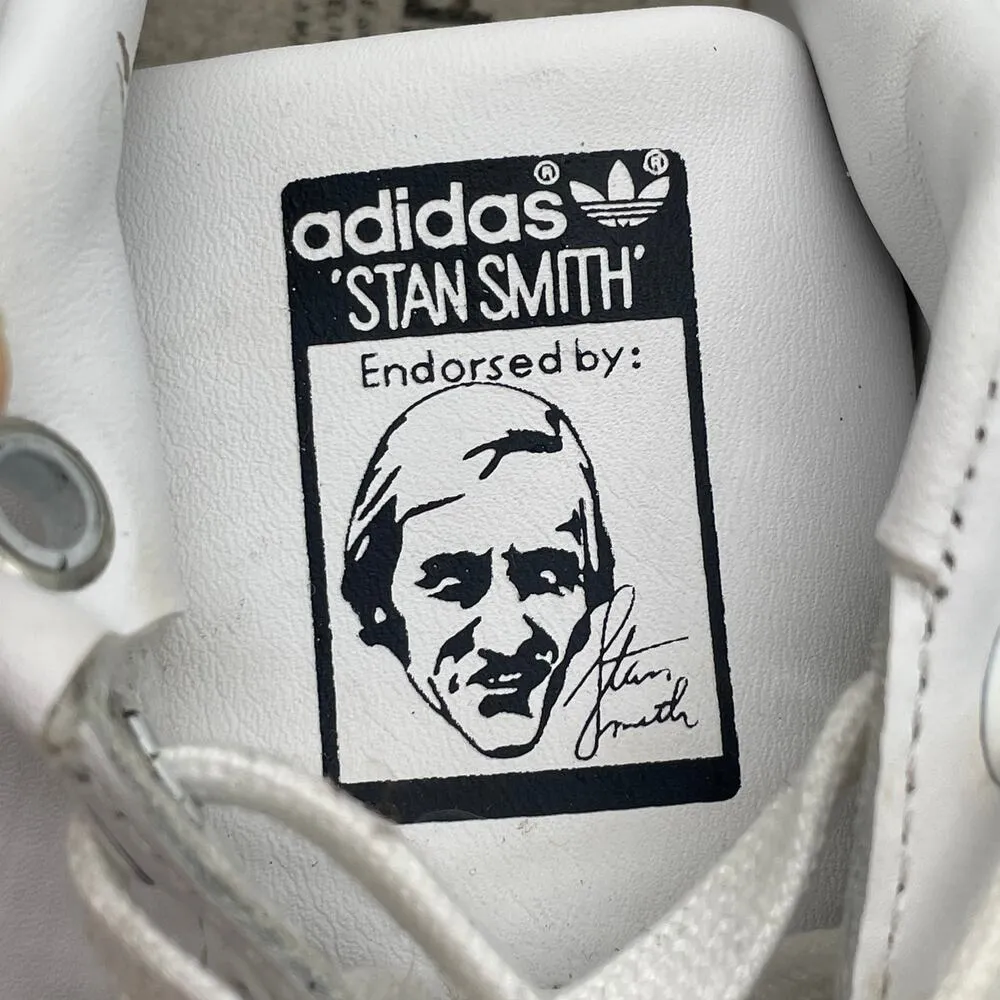 adidas® ®
'STAN SMITH'
Endorsed by:
Stan
Smith